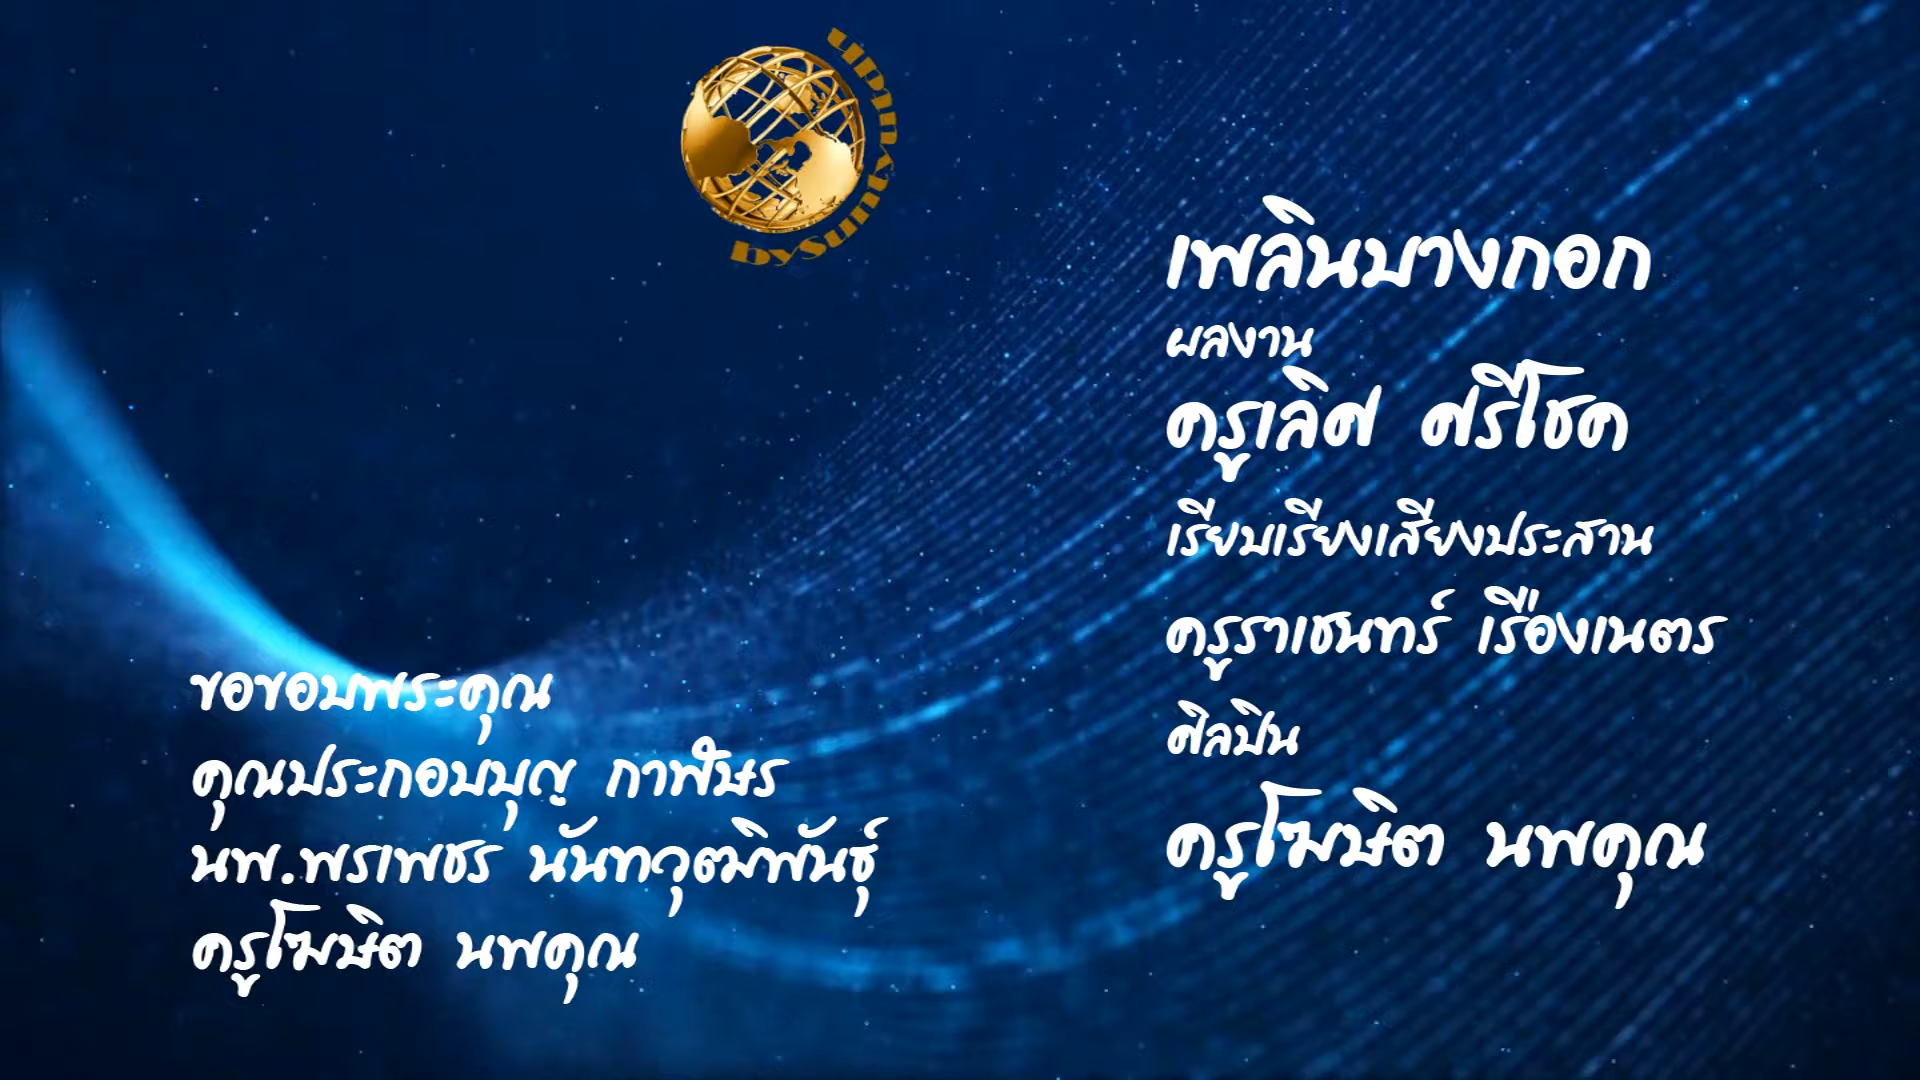 bySuntyanıpın
เพลินบางกอก
ผลงาน
ครูเลิศ ศรีโชค
เรียบเรียงเสียงประสาน
ครูราเชนทร์ เรืองเนตร
ศิลปิน
ครูโฆษิต นพคุณ
ขอขอบพระคุณ
คุณประกอบบุญ กาฬษร
นพ.พรเพชร นันทวุฒิพันธุ์
ครูโฆษิต นพคุณ